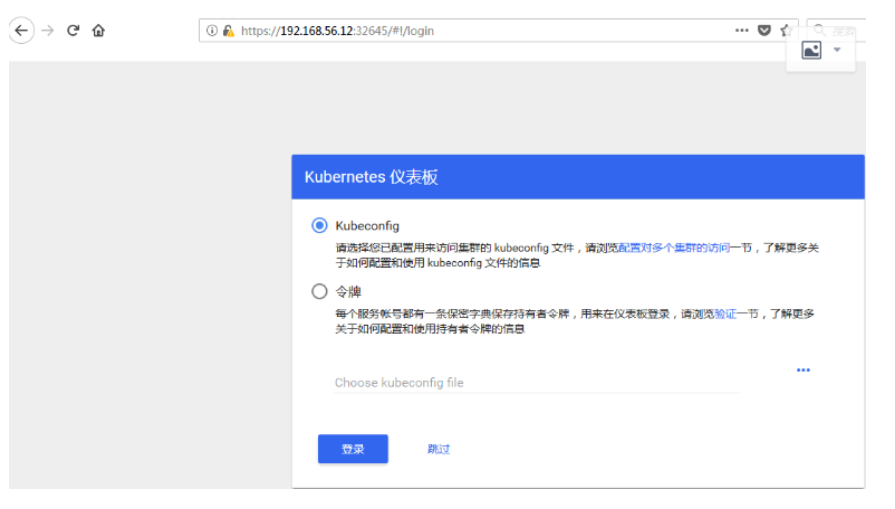 https://192.168.56.12:32645/#!/login
搜索
Kubernetes 仪表板
Kubeconfig
请选择您已配置用来访问集群的 kubeconfig 文件，请浏览配置对多个集群的访问一节，了解更多关
于如何配置和使用 kubeconfig 文件的信息
令牌
每个服务帐号都有一条保密字典保存持有者令牌，用来在仪表板登录，请浏览验证一节，了解更多
关于如何配置和使用持有者令牌的信息
Choose kubeconfig file
登录
跳过